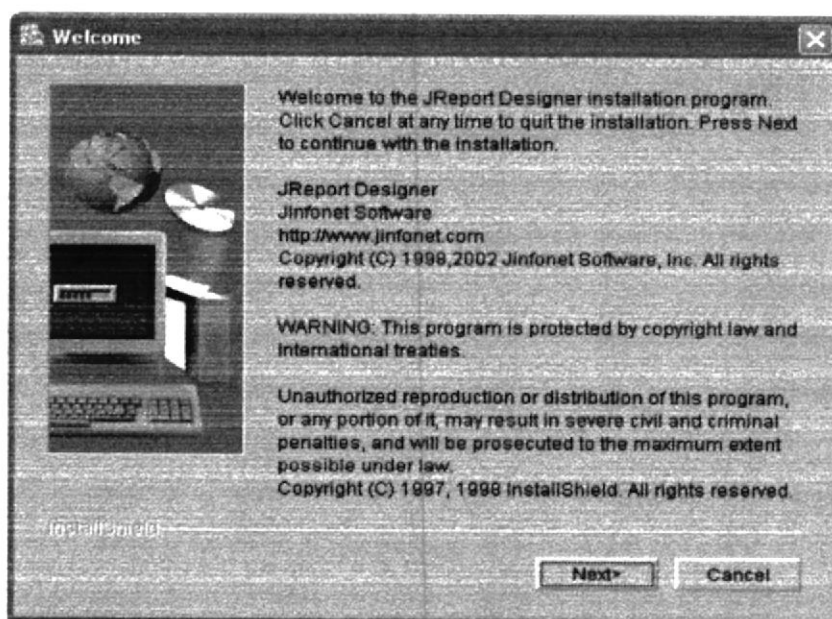 Welcome
Welcome to the JReport Designer installation program.
Click Cancel at any time to quit the installation. Press Next
to continue with the installation.
JReport Designer
Jinfonet Software
http://www.jinfonet.com
Copyright (C) 1998,2002 Jinfonet Software, Inc. All rights
reserved.
WARNING: This program is protected by copyright law and
international treaties.
Unauthorized reproduction or distribution of this program,
or any portion of it, may result in severe civil and criminal
penalties, and will be prosecuted to the maximum extent
possible under law.
Copyright (C) 1997, 1998 InstallShield. All rights reserved.
InstallShield
Next>
Cancel